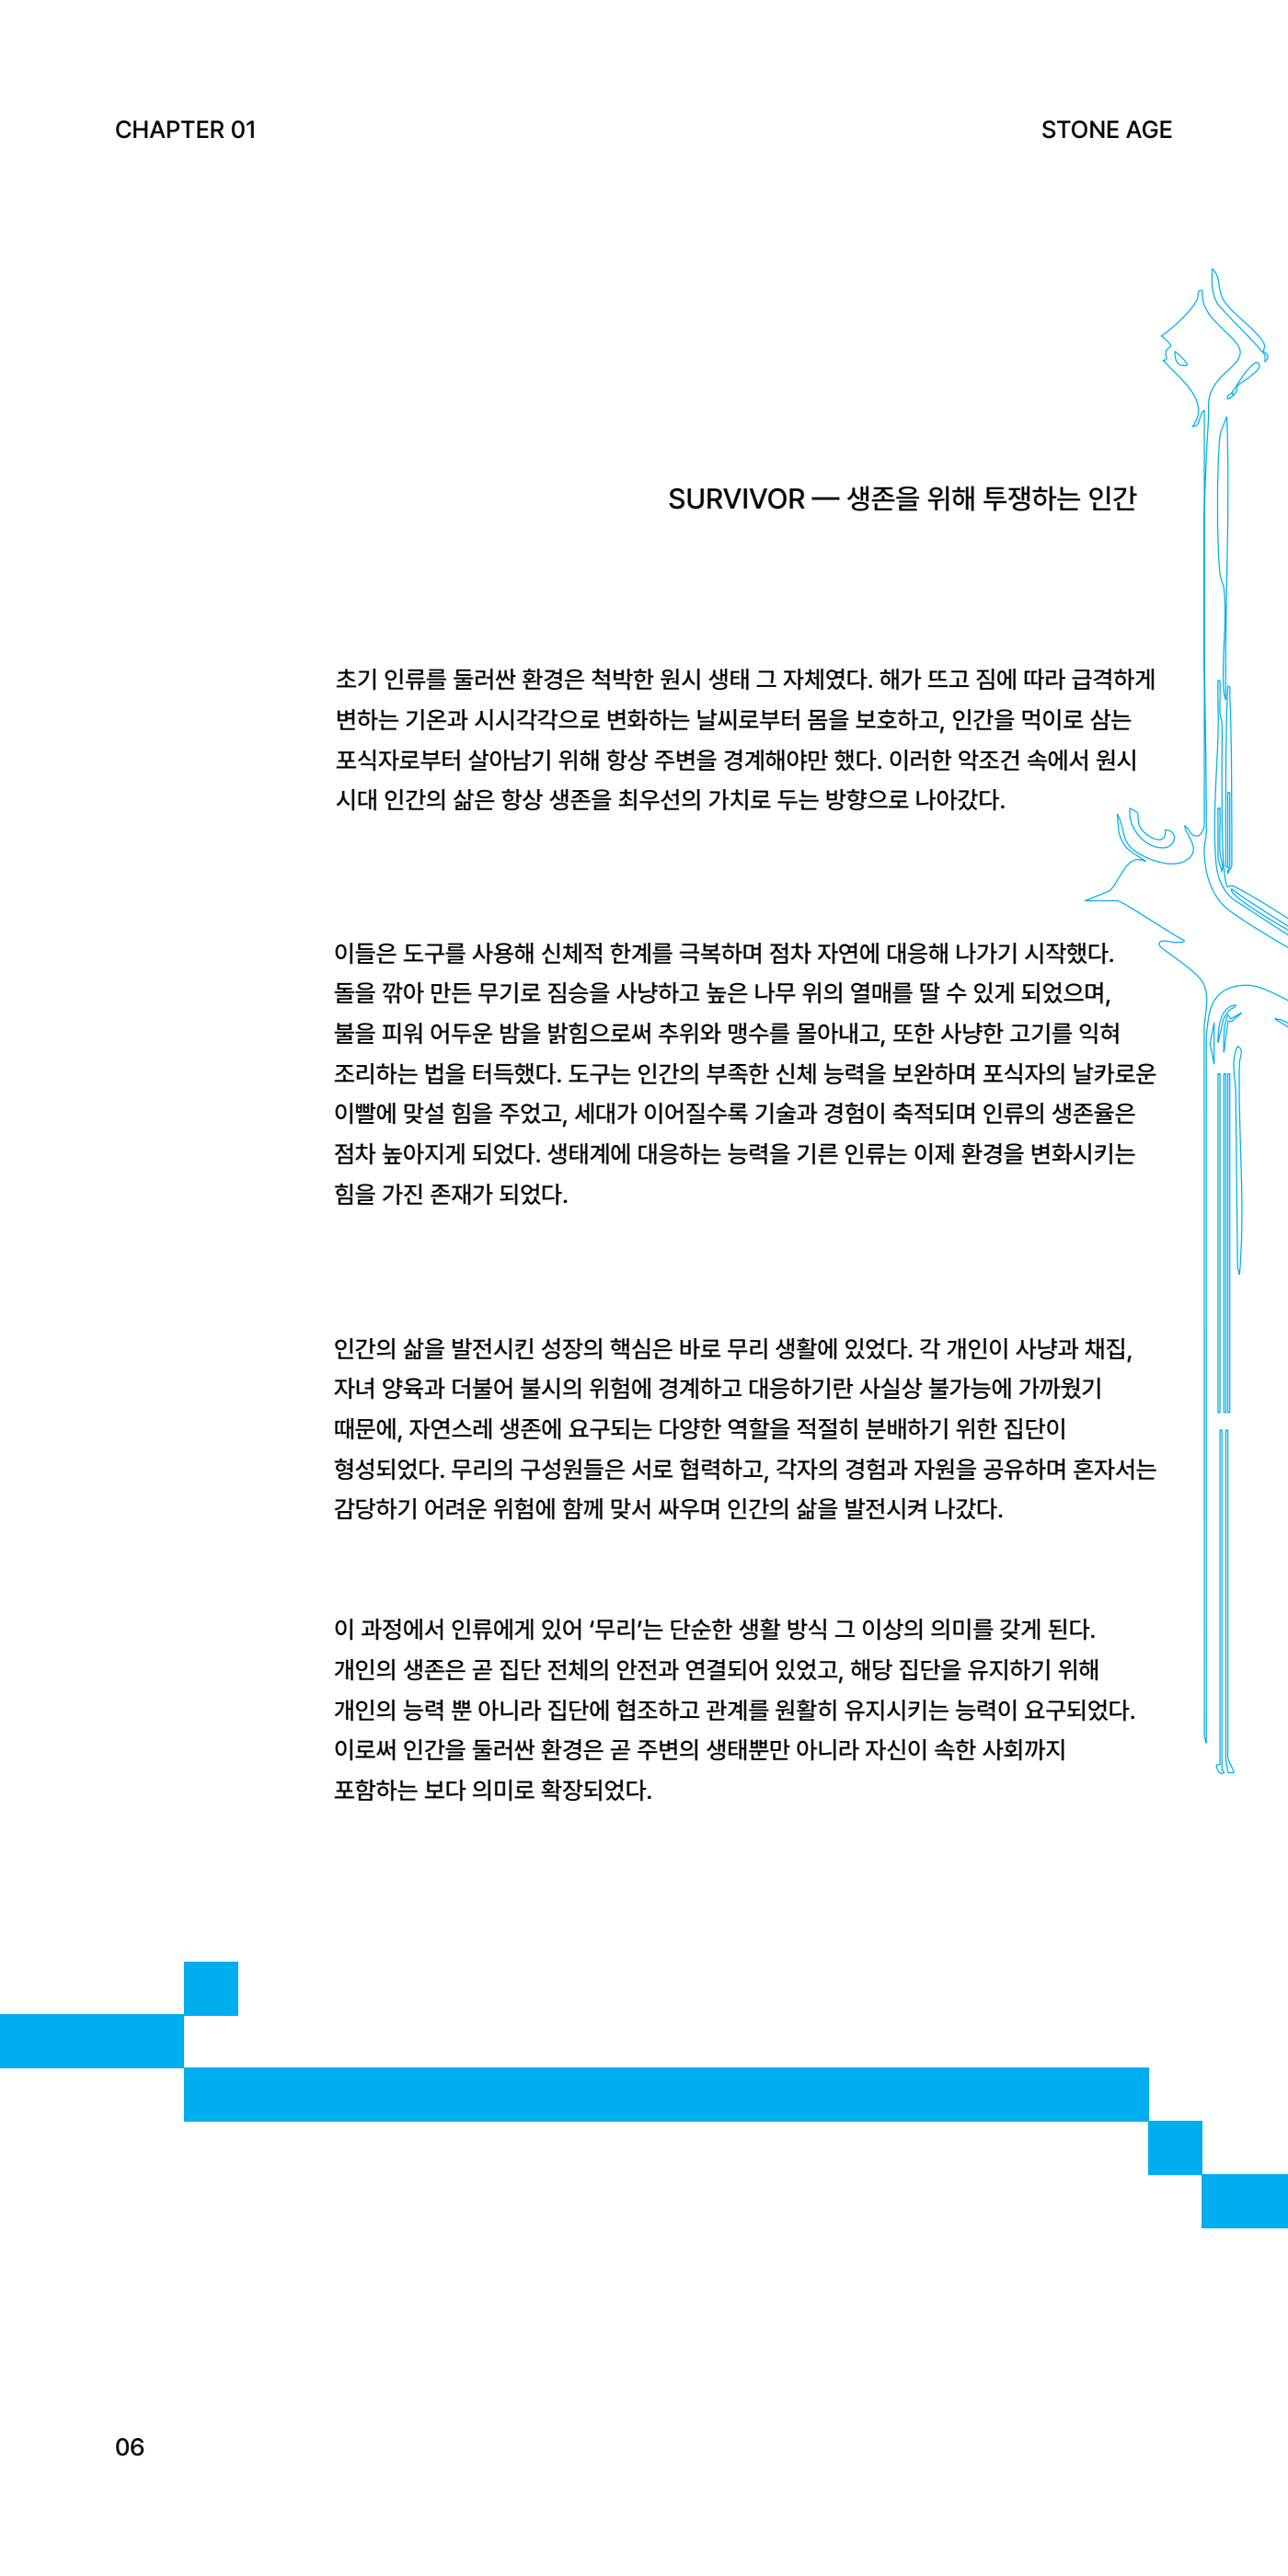 CHAPTER 01
STONE AGE
SURVIVOR — 생존을 위해 투쟁하는 인간
초기 인류를 둘러싼 환경은 척박한 원시 생태 그 자체였다. 해가 뜨고 짐에 따라 급격하게
변하는 기온과 시시각각으로 변화하는 날씨로부터 몸을 보호하고, 인간을 먹이로 삼는
포식자로부터 살아남기 위해 항상 주변을 경계해야만 했다. 이러한 악조건 속에서 원시
시대 인간의 삶은 항상 생존을 최우선의 가치로 두는 방향으로 나아갔다.
이들은 도구를 사용해 신체적 한계를 극복하며 점차 자연에 대응해 나가기 시작했다.
돌을 깎아 만든 무기로 짐승을 사냥하고 높은 나무 위의 열매를 딸 수 있게 되었으며,
불을 피워 어두운 밤을 밝힘으로써 추위와 맹수를 몰아내고, 또한 사냥한 고기를 익혀
조리하는 법을 터득했다. 도구는 인간의 부족한 신체 능력을 보완하며 포식자의 날카로운
이빨에 맞설 힘을 주었고, 세대가 이어질수록 기술과 경험이 축적되며 인류의 생존율은
점차 높아지게 되었다. 생태계에 대응하는 능력을 기른 인류는 이제 환경을 변화시키는
힘을 가진 존재가 되었다.
인간의 삶을 발전시킨 성장의 핵심은 바로 무리 생활에 있었다. 각 개인이 사냥과 채집,
자녀 양육과 더불어 불시의 위험에 경계하고 대응하기란 사실상 불가능에 가까웠기
때문에, 자연스레 생존에 요구되는 다양한 역할을 적절히 분배하기 위한 집단이
형성되었다. 무리의 구성원들은 서로 협력하고, 각자의 경험과 자원을 공유하며 혼자서는
감당하기 어려운 위험에 함께 맞서 싸우며 인간의 삶을 발전시켜 나갔다.
이 과정에서 인류에게 있어 ‘무리’는 단순한 생활 방식 그 이상의 의미를 갖게 된다.
개인의 생존은 곧 집단 전체의 안전과 연결되어 있었고, 해당 집단을 유지하기 위해
개인의 능력 뿐 아니라 집단에 협조하고 관계를 원활히 유지시키는 능력이 요구되었다.
이로써 인간을 둘러싼 환경은 곧 주변의 생태뿐만 아니라 자신이 속한 사회까지
포함하는 보다 의미로 확장되었다.
06